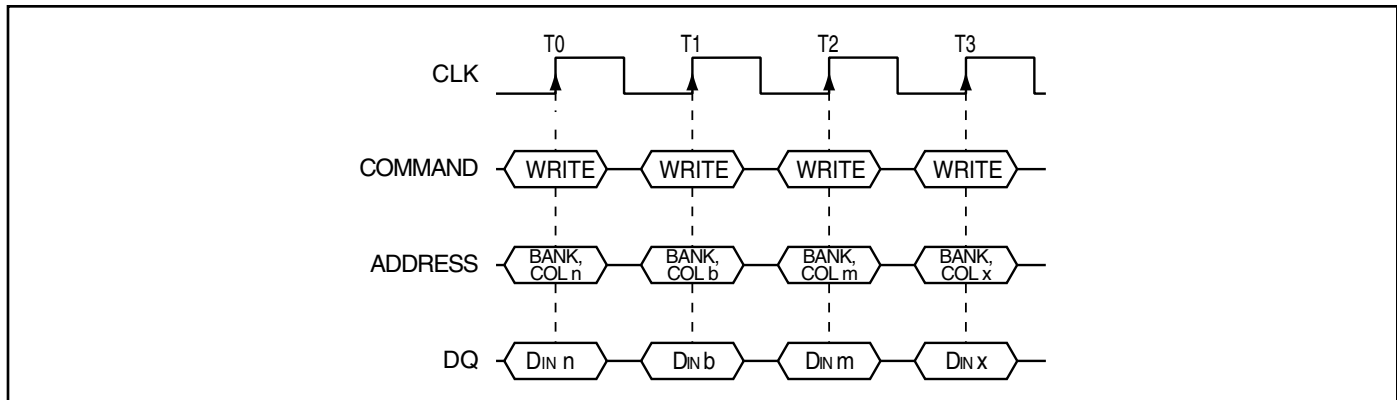 T0 T1 T2 T3
CLK
COMMAND WRITE WRITE WRITE WRITE
ADDRESS BANK, COL n BANK, COL b BANK, COL m BANK, COL x
DQ DIN n DIN b DIN m DIN x